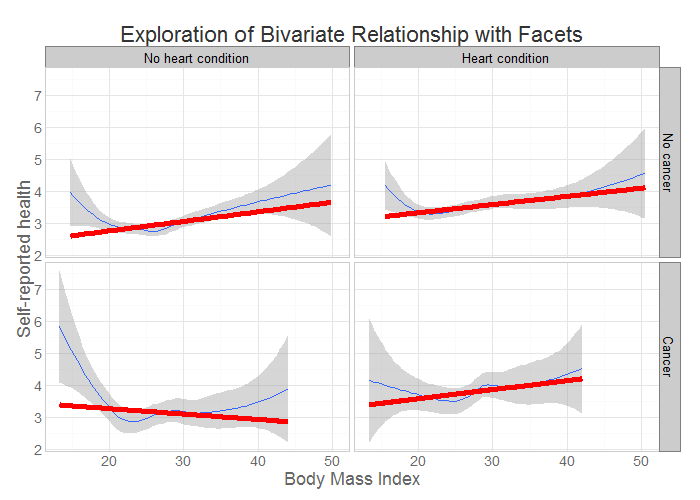 Exploration of Bivariate Relationship with Facets
No heart condition
Heart condition
7
6
5
4
3
2
No cancer
7
6
5
4
3
2
Cancer
Self-reported health
20
30
40
50
20
30
40
50
Body Mass Index